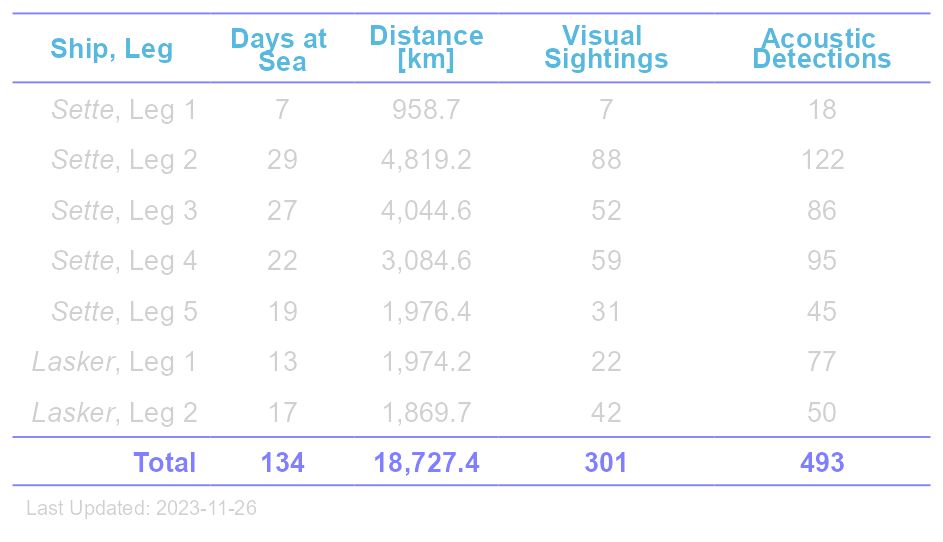 Ship, Leg Days at Sea Distance [km] Visual Sightings Acoustic Detections
Sette, Leg 1 7 958.7 7 18
Sette, Leg 2 29 4,819.2 88 122
Sette, Leg 3 27 4,044.6 52 86
Sette, Leg 4 22 3,084.6 59 95
Sette, Leg 5 19 1,976.4 31 45
Lasker, Leg 1 13 1,974.2 22 77
Lasker, Leg 2 17 1,869.7 42 50
Total 134 18,727.4 301 493
Last Updated: 2023-11-26